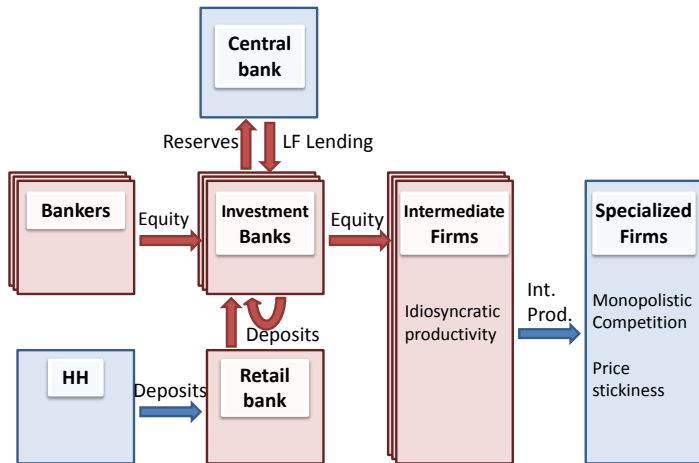 Central
bank
Reserves
LF Lending
Bankers
Equity
Investment
Banks
Equity
Intermediate
Firms
Specialized
Firms
Idiosyncratic
productivity
Int.
Prod.
Monopolistic
Competition
Price
stickiness
Deposits
HH
Deposits
Retail
bank